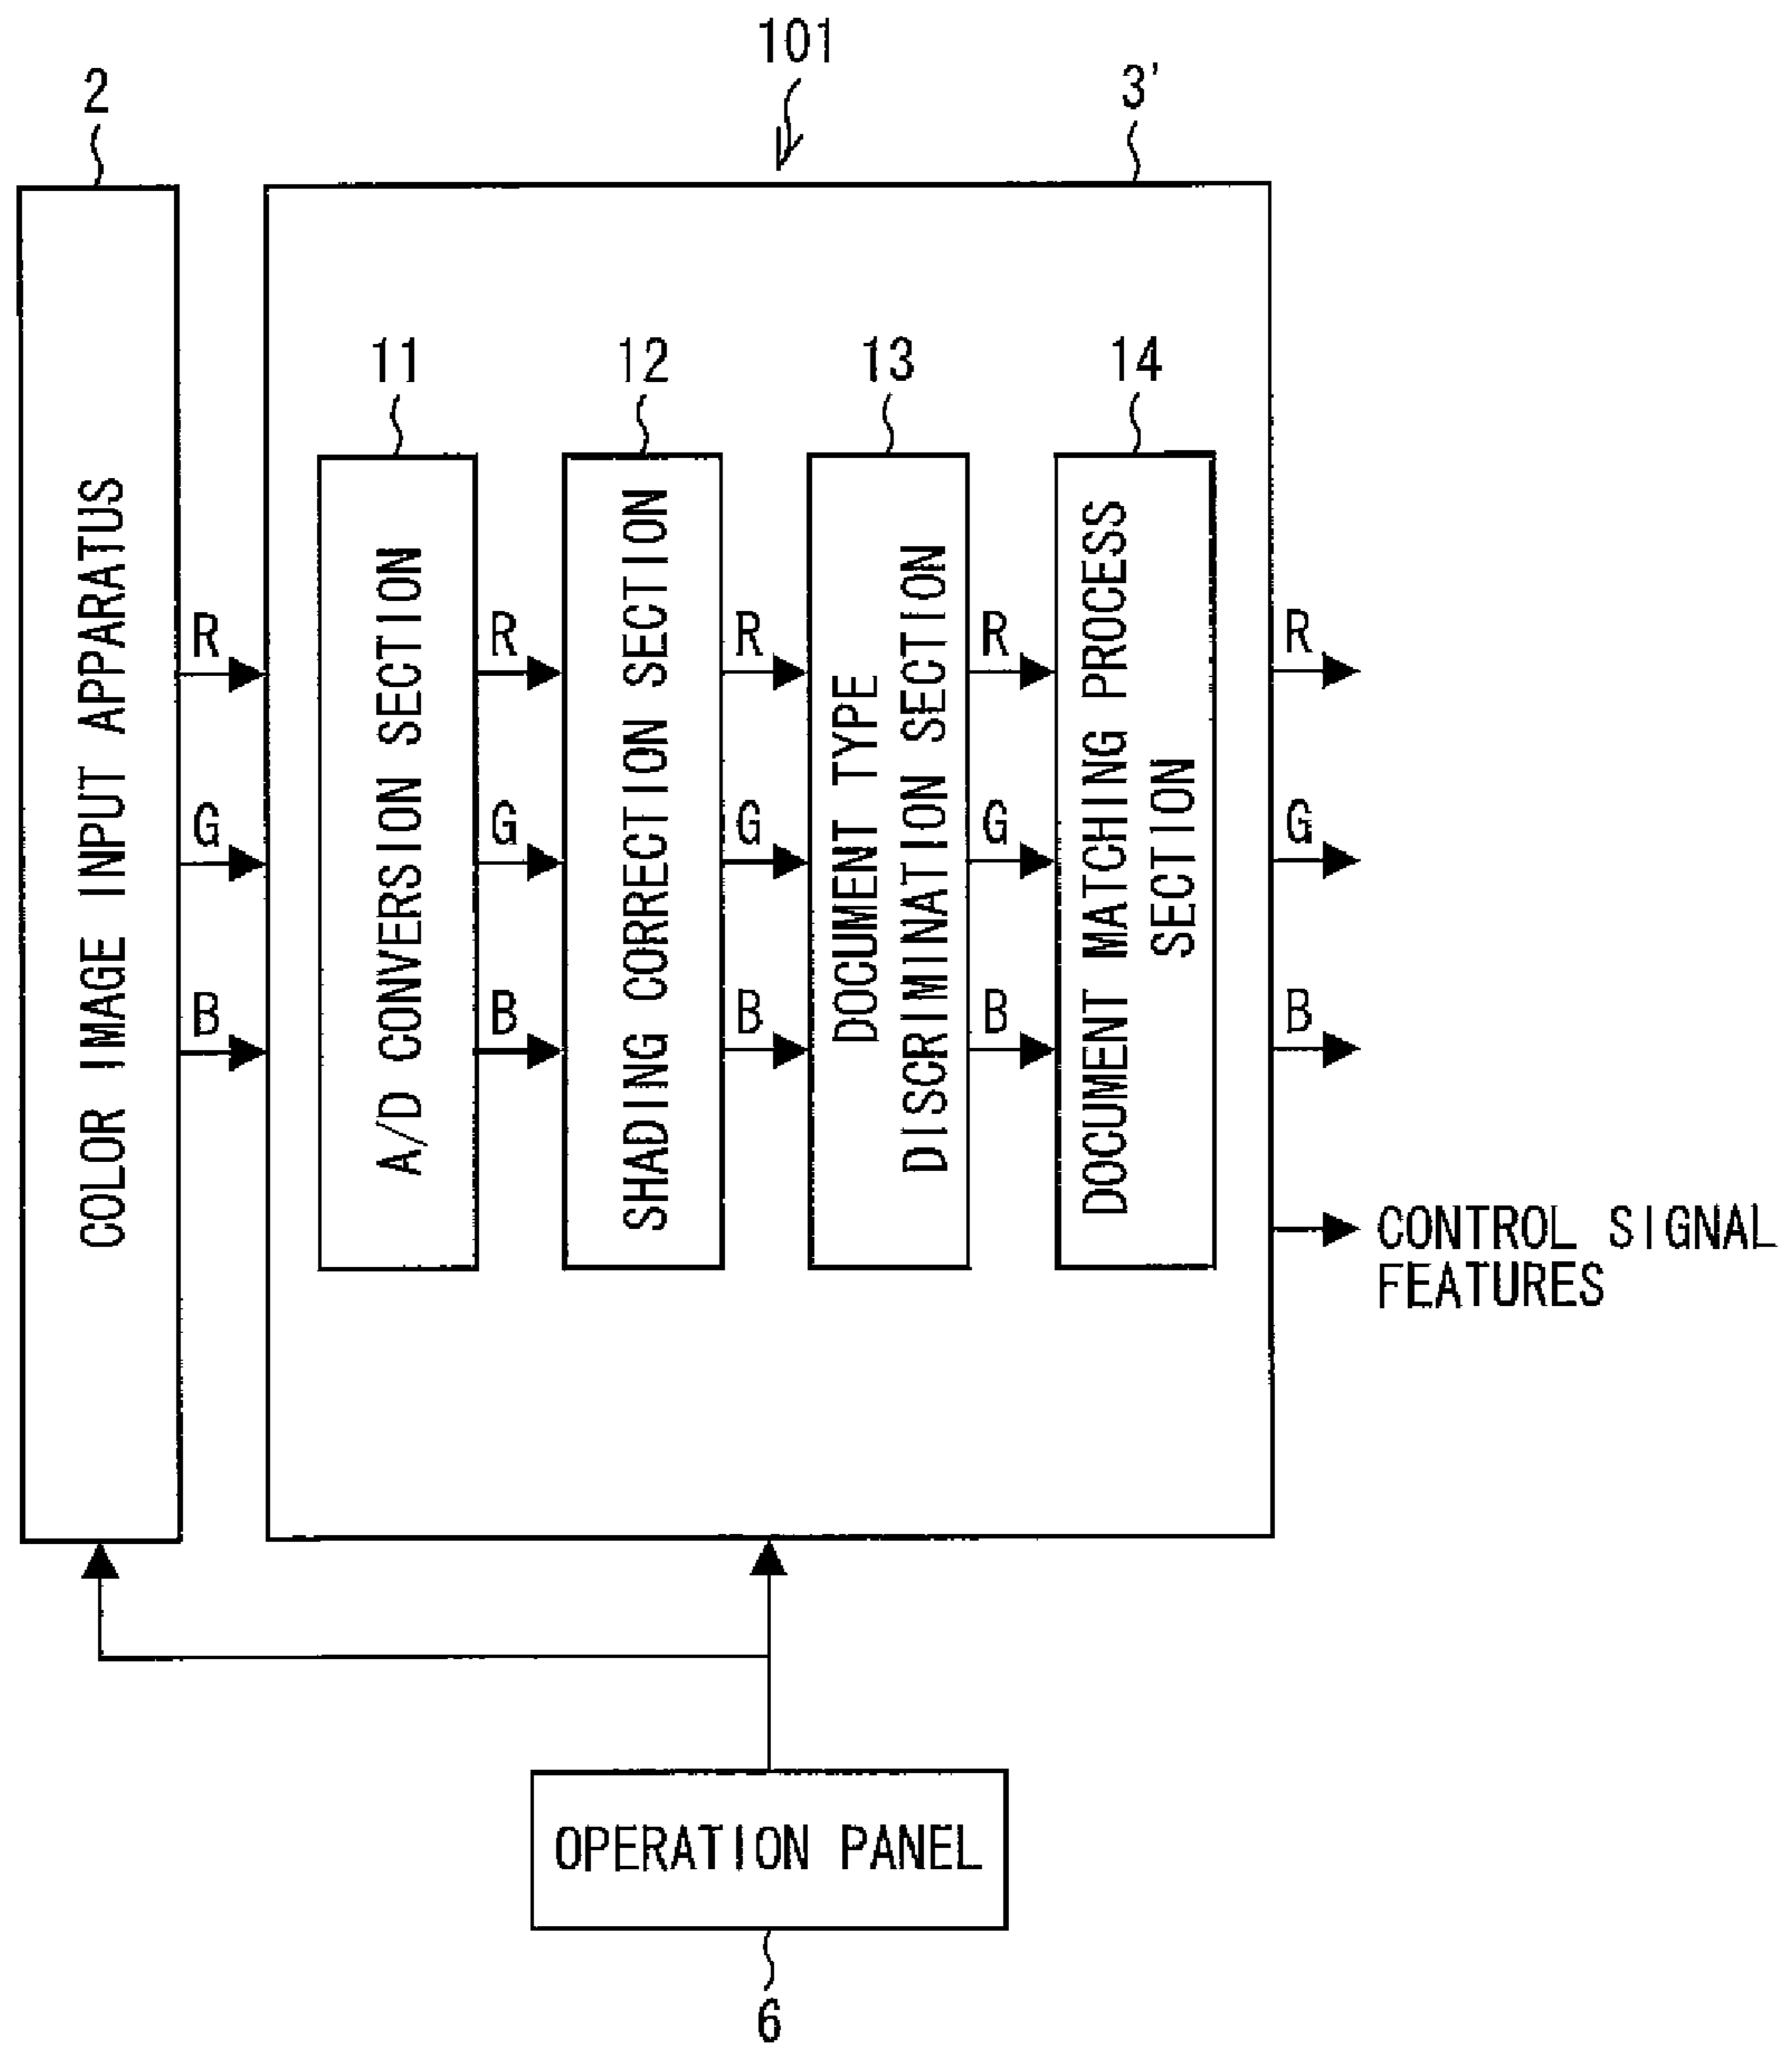 101
2
3'
11
12
13
14
COLOR IMAGE INPUT APPARATUS
R
G
B
A/D CONVERSION SECTION
R
G
B
SHADING CORRECTION SECTION
R
G
B
DOCUMENT TYPE
DISCRIMINATION SECTION
R
G
B
DOCUMENT MATCHING PROCESS
SECTION
R
G
B
CONTROL SIGNAL
FEATURES
OPERATION PANEL
6